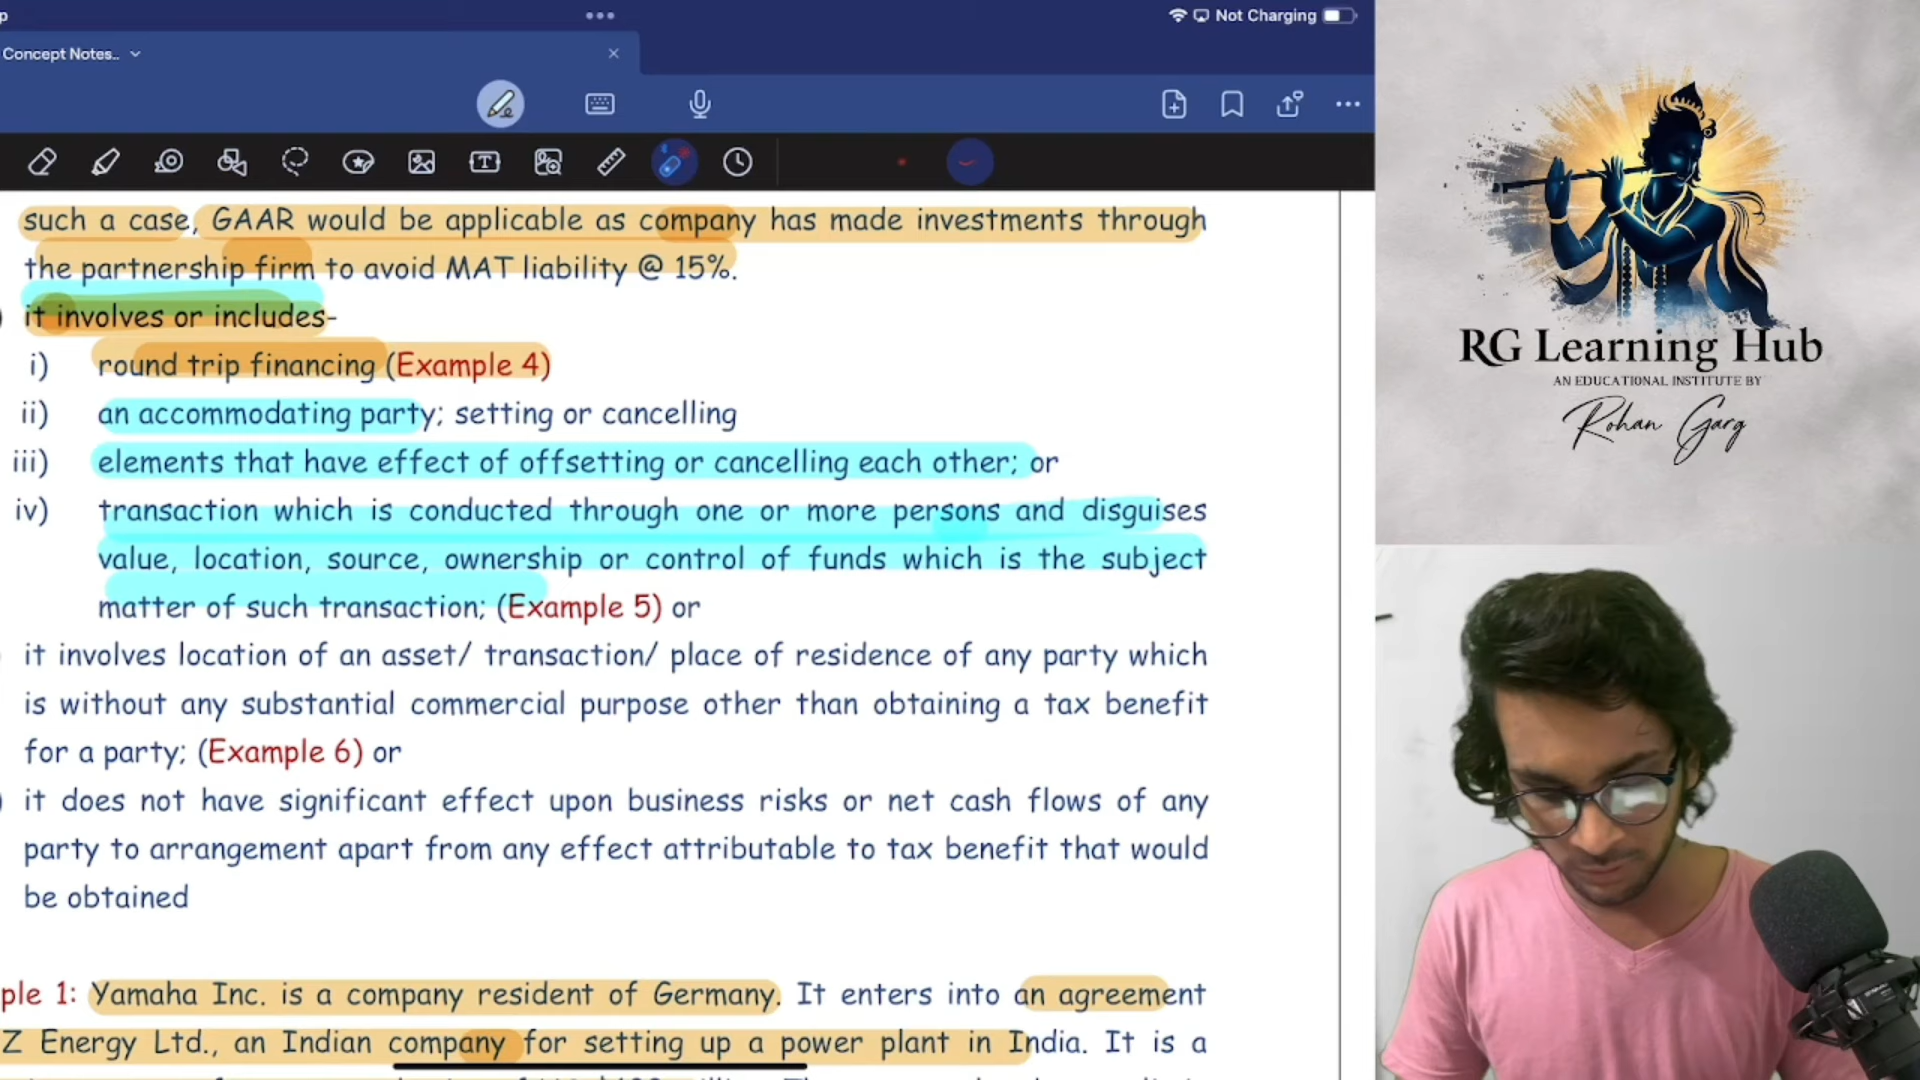 p
Not Charging
Concept Notes..
such a case, GAAR would be applicable as company has made investments through
the partnership firm to avoid MAT liability @ 15%.
) it involves or includes-
i) round trip financing (Example 4)
ii) an accommodating party; setting or cancelling
iii) elements that have effect of offsetting or cancelling each other; or
iv) transaction which is conducted through one or more persons and disguises
value, location, source, ownership or control of funds which is the subject
matter of such transaction; (Example 5) or
it involves location of an asset/ transaction/ place of residence of any party which
is without any substantial commercial purpose other than obtaining a tax benefit
for a party; (Example 6) or
) it does not have significant effect upon business risks or net cash flows of any
party to arrangement apart from any effect attributable to tax benefit that would
be obtained
ple 1: Yamaha Inc. is a company resident of Germany. It enters into an agreement
Z Energy Ltd., an Indian company for setting up a power plant in India. It is a
RG Learning Hub
AN EDUCATIONAL INSTITUTE BY
Rohan Garg